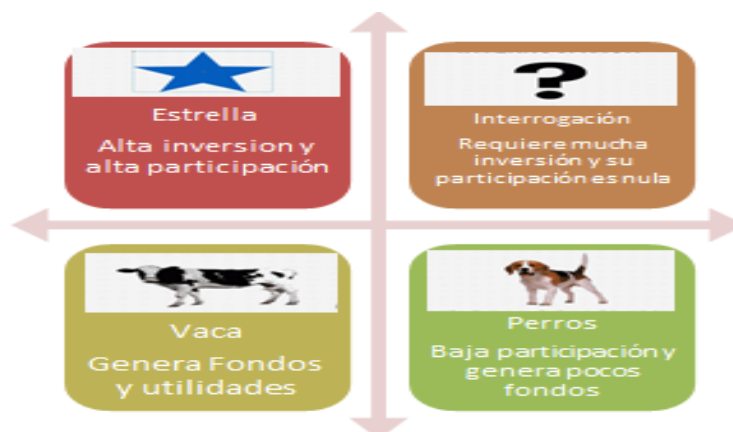 Estrella
Alta inversion y
alta participación
?
Interrogación
Requiere mucha
inversión y su
participación es nula
Vaca
Genera Fondos
y utilidades
Perros
Baja participación y
genera pocos
fondos